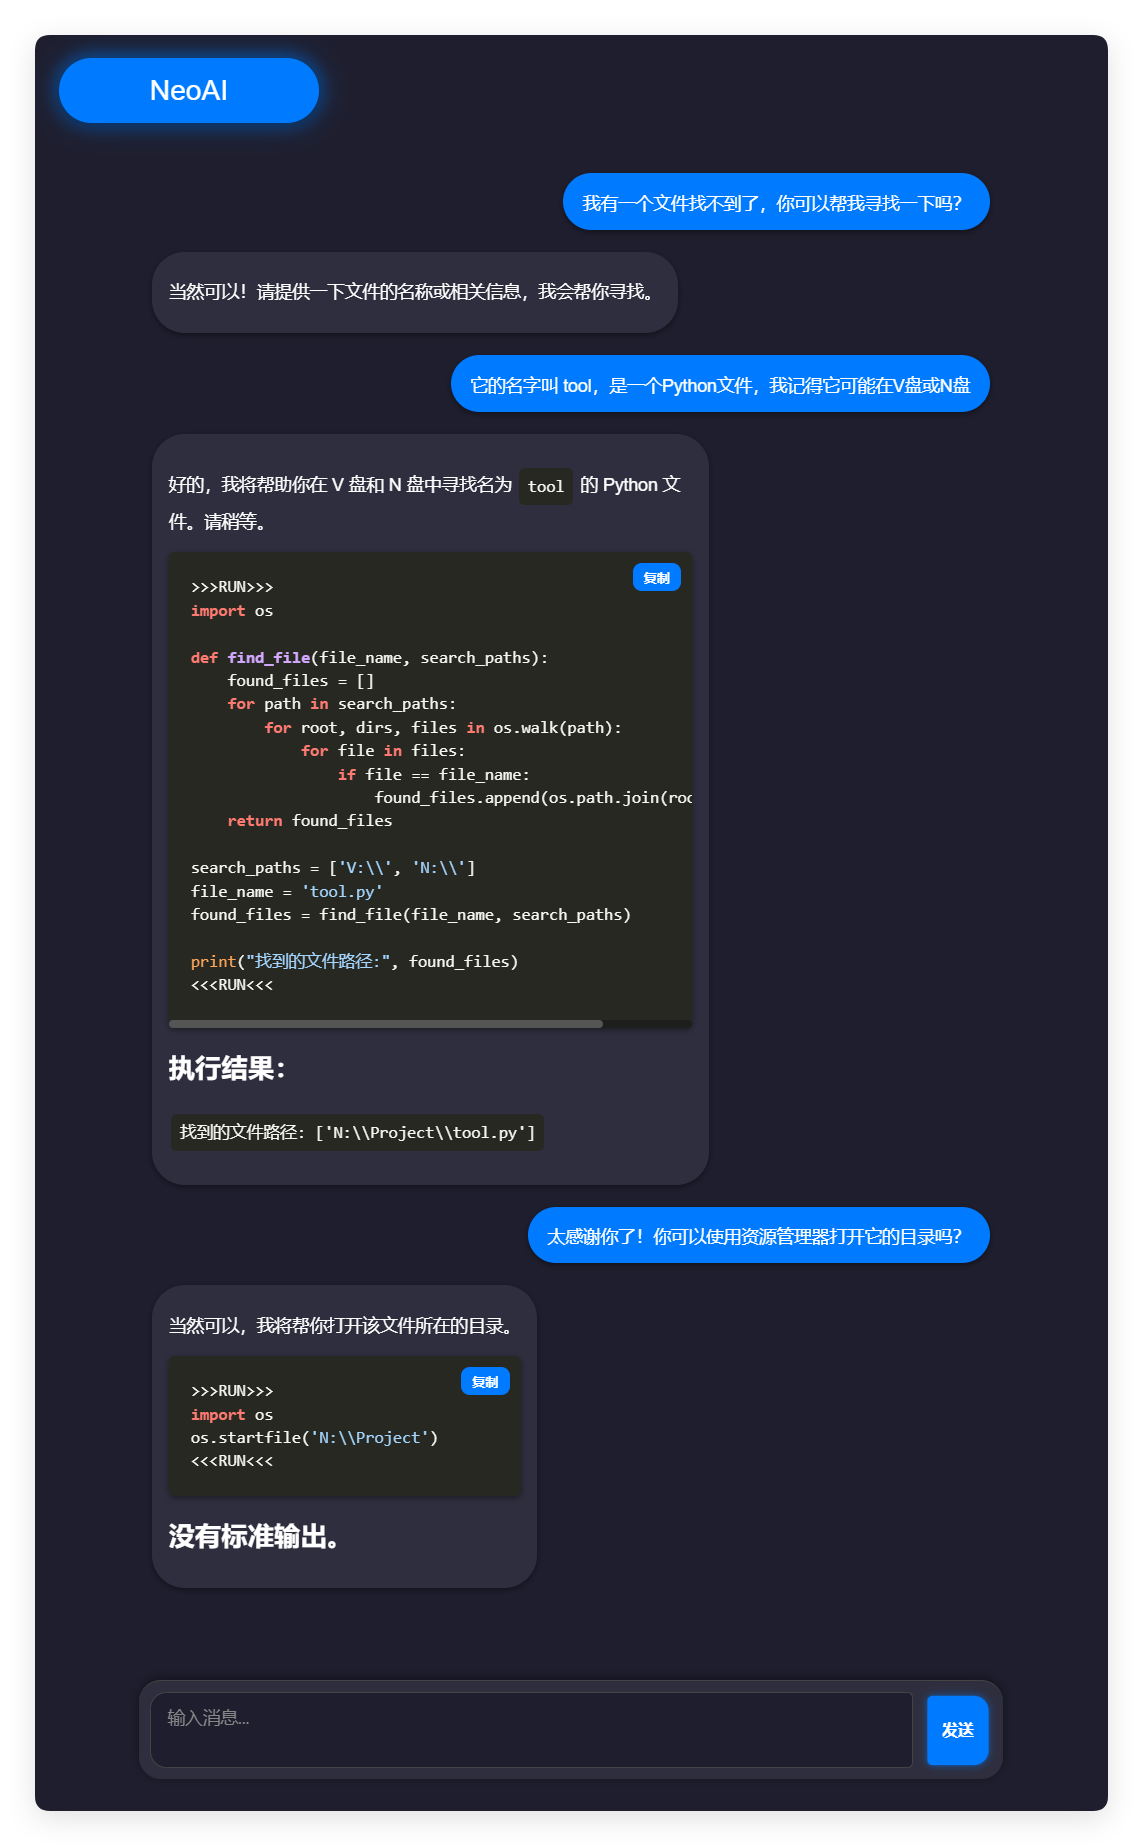 NeoAI
我有一个文件找不到了，你可以帮我寻找一下吗？
当然可以！请提供一下文件的名称或相关信息，我会帮你寻找。
它的名字叫 tool，是一个Python文件，我记得它可能在V盘或N盘
好的，我将帮助你在 V 盘和 N 盘中寻找名为 tool 的 Python 文
件。请稍等。
复制
>>>RUN>>>
import os
def find_file(file_name, search_paths):
    found_files = []
    for path in search_paths:
        for root, dirs, files in os.walk(path):
            for file in files:
                if file == file_name:
                    found_files.append(os.path.join(roo
    return found_files
search_paths = ['V:\\', 'N:\\']
file_name = 'tool.py'
found_files = find_file(file_name, search_paths)
print("找到的文件路径:", found_files)
<<<RUN<<<
执行结果：
找到的文件路径: ['N:\\Project\\tool.py']
太感谢你了！你可以使用资源管理器打开它的目录吗？
当然可以，我将帮你打开该文件所在的目录。
复制
>>>RUN>>>
import os
os.startfile('N:\\Project')
<<<RUN<<<
没有标准输出。
输入消息...
发送